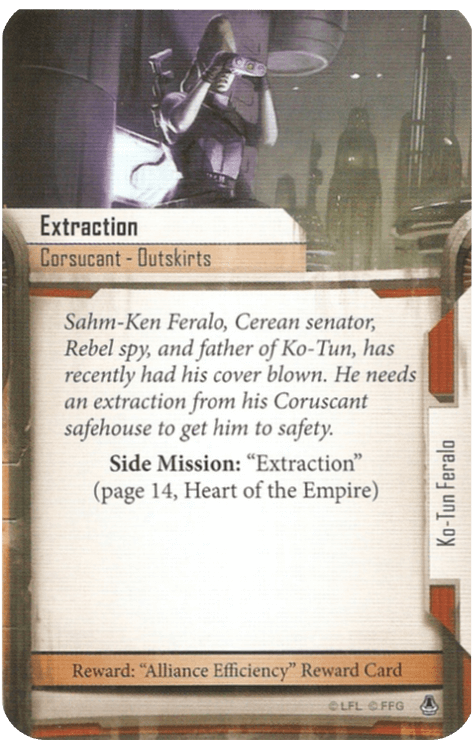 Extraction
Corsucant - Outskirts
Sahm-Ken Feralo, Cerean senator,
Rebel spy, and father of Ko-Tun, has
recently had his cover blown. He needs
an extraction from his Coruscant
safehouse to get him to safety.
Side Mission: “Extraction”
(page 14, Heart of the Empire)
Ko-Tun Feralo
Reward: “Alliance Efficiency” Reward Card
©LFL ©FFG